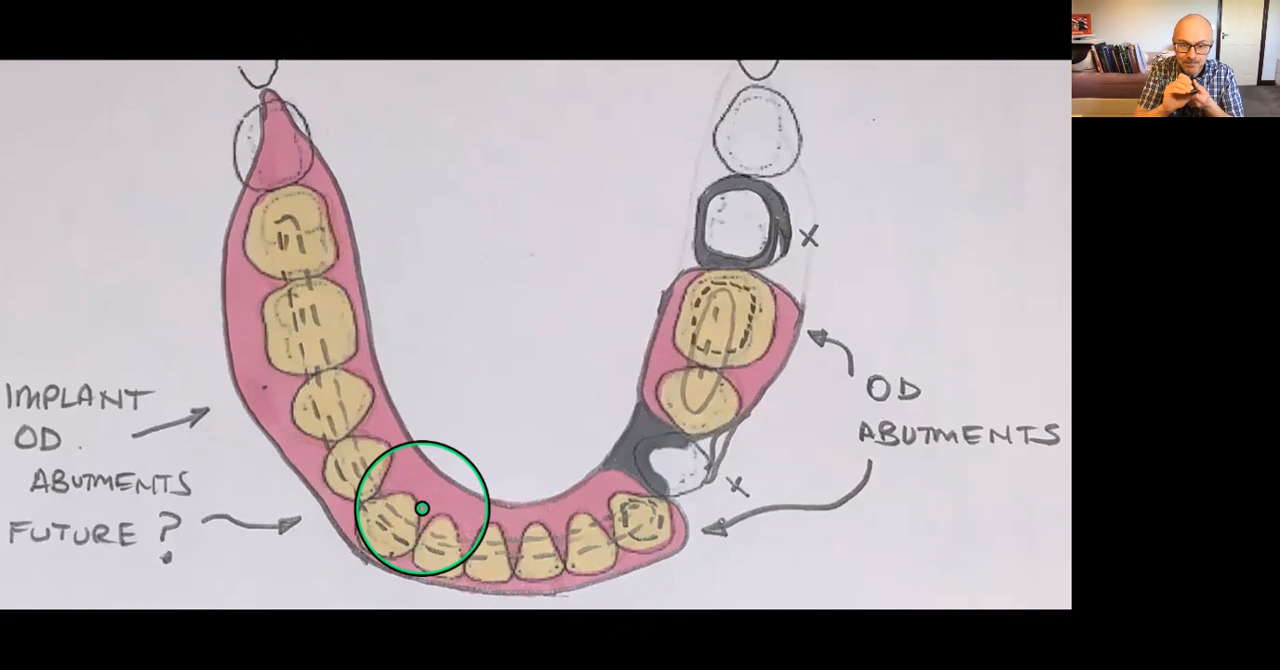 IMPLANT
OD.
ABUTMENTS
FUTURE ?
X
X
OD
ABUTMENTS